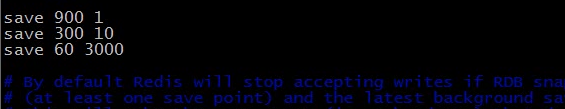 save 900 1
save 300 10
save 60 3000
# By default Redis will stop accepting writes if RDB sna
# (at least one save point) and the latest background sa